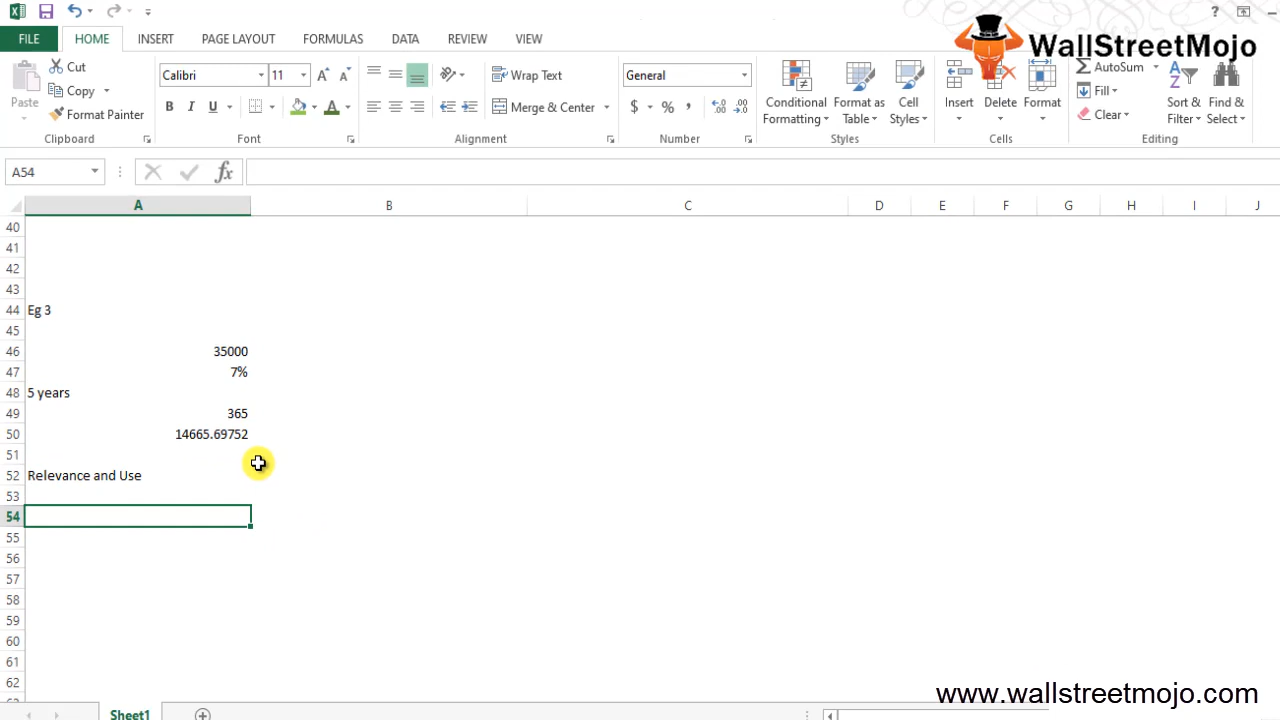 FILE HOME INSERT PAGE LAYOUT FORMULAS DATA REVIEW VIEW
?
WallStreetMojo
Paste
Cut
Copy
Format Painter
Clipboard
Calibri 11
B I U
Font
Wrap Text
Merge & Center
Alignment
General
$ % ,
Number
Conditional Formatting
Format as Table
Cell Styles
Styles
Insert
Delete
Format
Cells
AutoSum
Fill
Clear
Sort & Filter
Find & Select
Editing
A54
fx
A B C D E F G H I J
40
41
42
43
44 Eg 3
45
46 35000
47 7%
48 5 years
49 365
50 14665.69752
51
52 Relevance and Use
53
54
55
56
57
58
59
60
61
62
www.wallstreetmojo.com
Sheet1